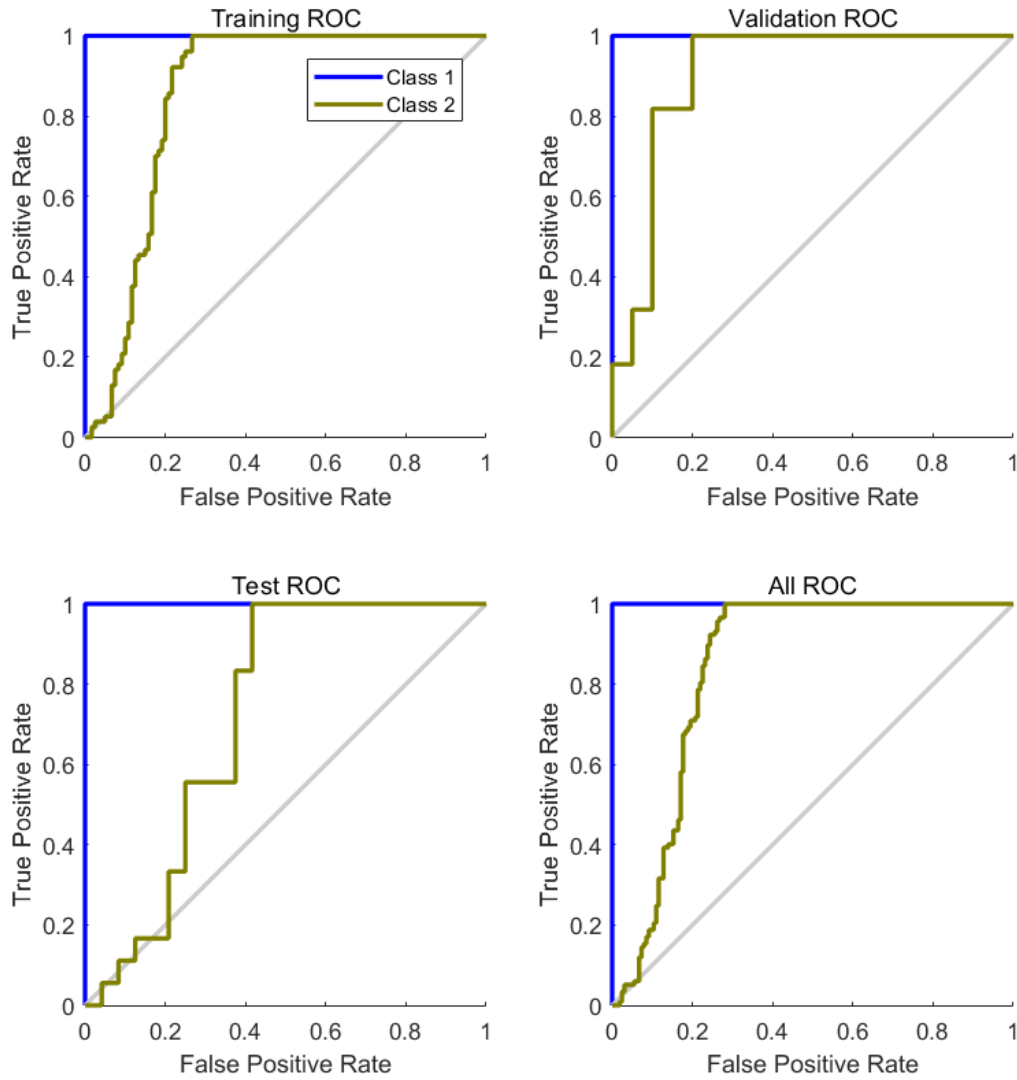 Training ROC
1
0.8
0.6
0.4
0.2
0
True Positive Rate
Class 1
Class 2
0 0.2 0.4 0.6 0.8 1
False Positive Rate
Validation ROC
1
0.8
0.6
0.4
0.2
0
True Positive Rate
0 0.2 0.4 0.6 0.8 1
False Positive Rate
Test ROC
1
0.8
0.6
0.4
0.2
0
True Positive Rate
0 0.2 0.4 0.6 0.8 1
False Positive Rate
All ROC
1
0.8
0.6
0.4
0.2
0
True Positive Rate
0 0.2 0.4 0.6 0.8 1
False Positive Rate